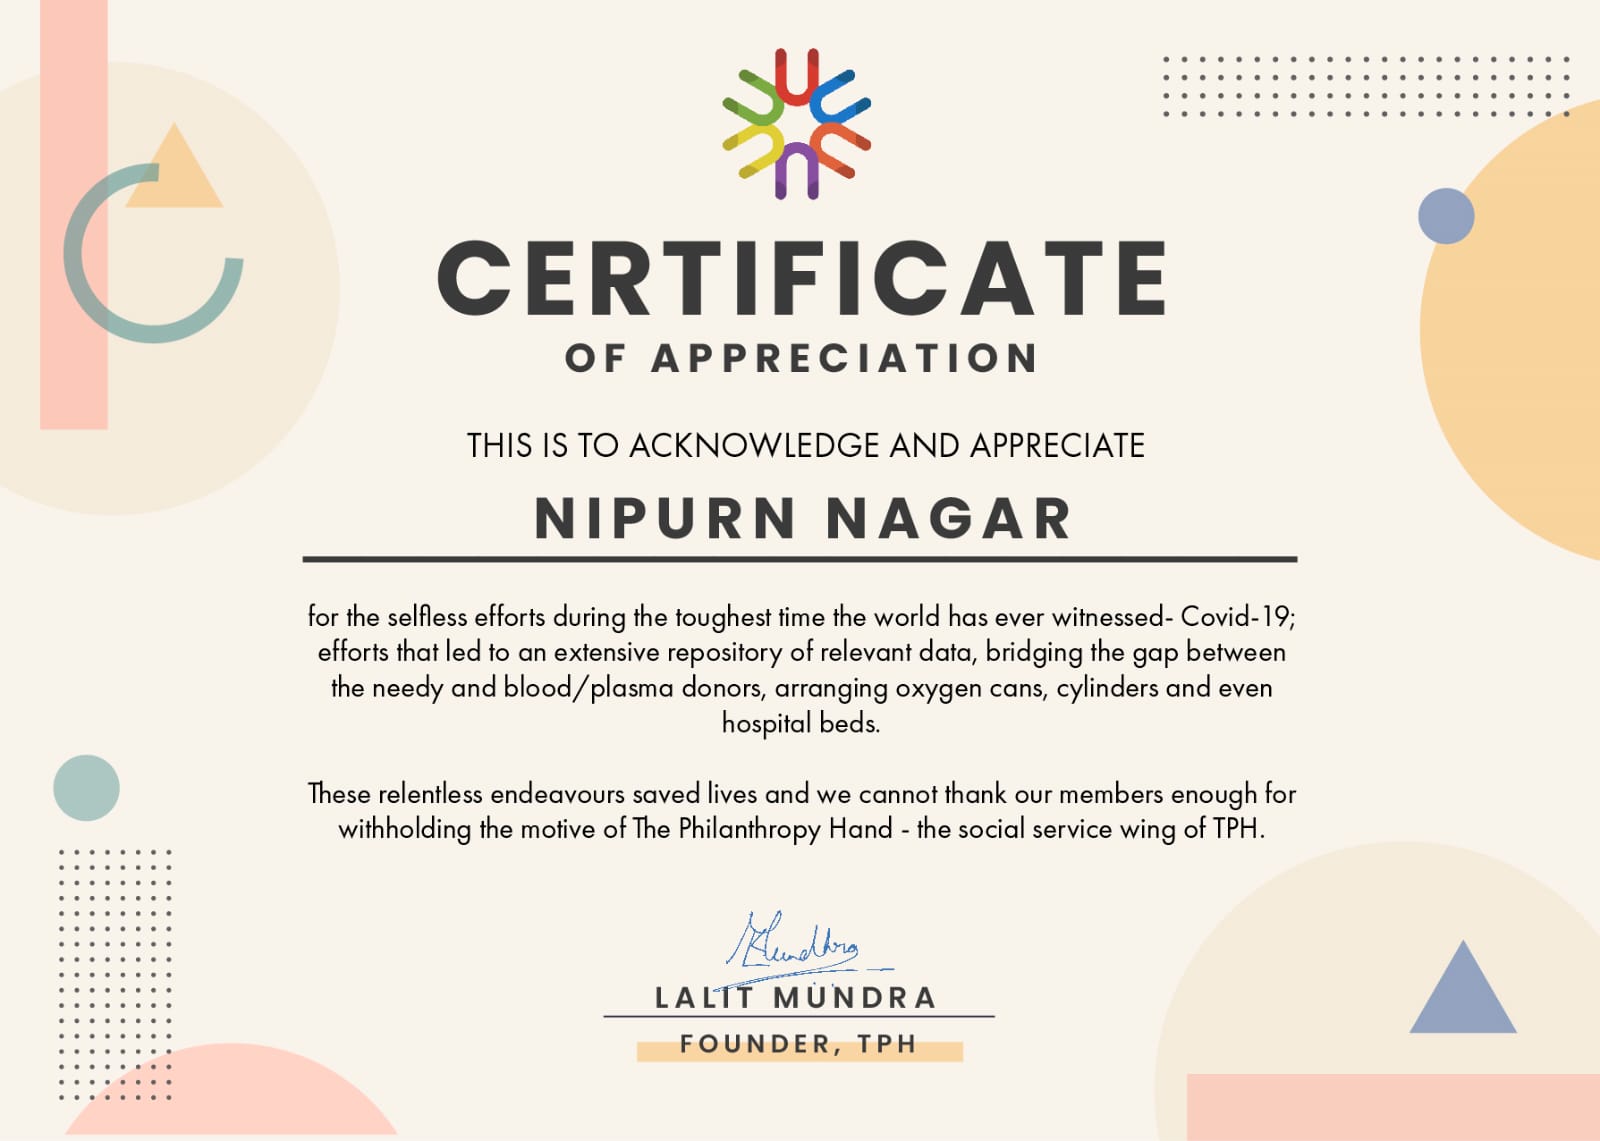 CERTIFICATE
OF APPRECIATION
THIS IS TO ACKNOWLEDGE AND APPRECIATE
NIPURN NAGAR
for the selfless efforts during the toughest time the world has ever witnessed- Covid-19;
efforts that led to an extensive repository of relevant data, bridging the gap between
the needy and blood/plasma donors, arranging oxygen cans, cylinders and even
hospital beds.
These relentless endeavours saved lives and we cannot thank our members enough for
withholding the motive of The Philanthropy Hand - the social service wing of TPH.
LALIT MUNDRA
FOUNDER, TPH